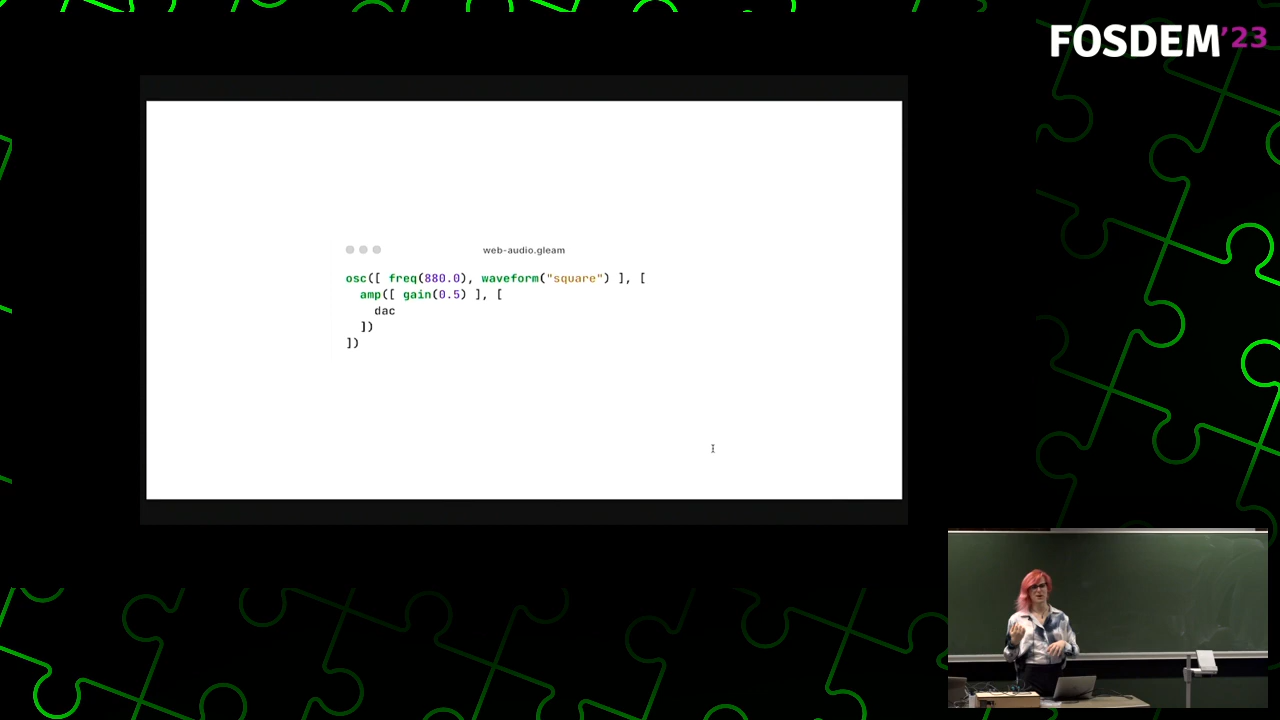 FOSDEM'23
web-audio.gleam
osc([ freq(880.0), waveform("square") ], [
  amp([ gain(0.5) ], [
    dac
  ])
])